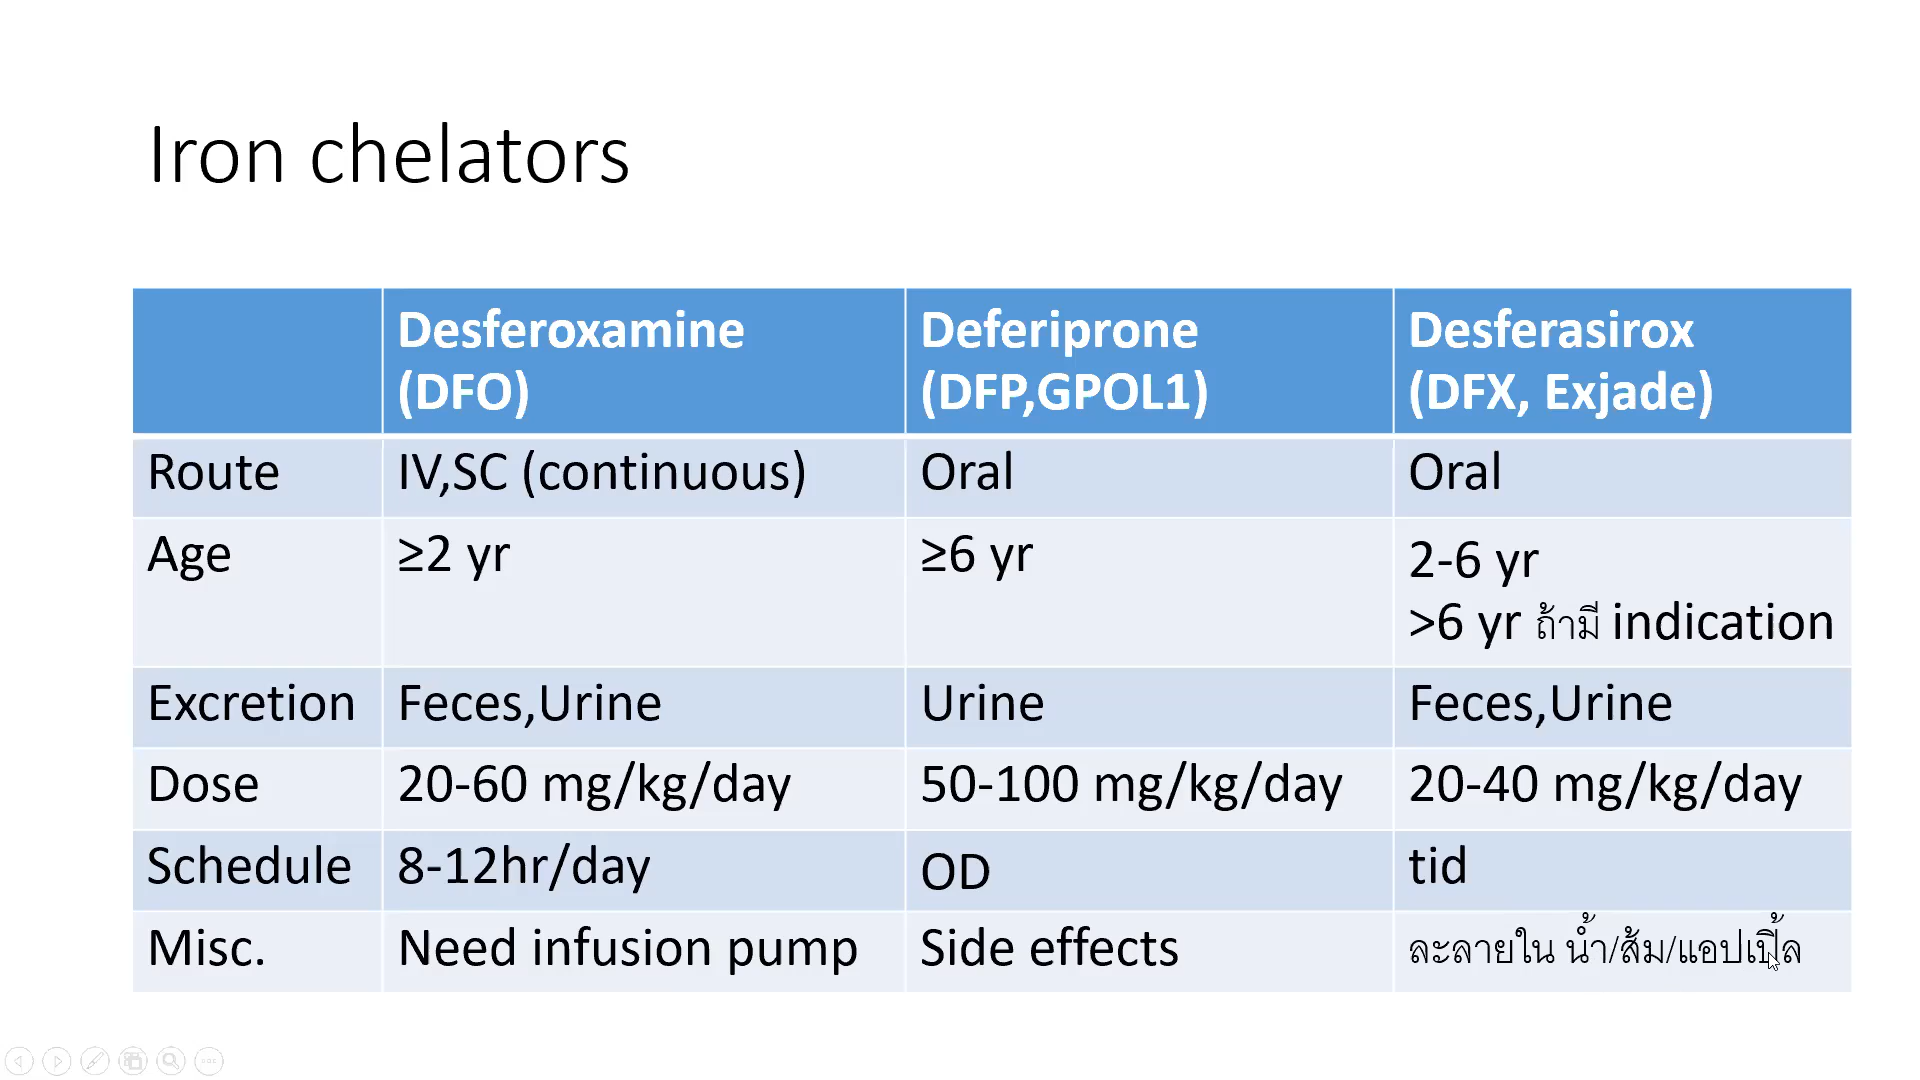 Iron chelators
Desferoxamine (DFO)
Deferiprone (DFP,GPOL1)
Desferasirox (DFX, Exjade)
Route
IV,SC (continuous)
Oral
Oral
Age
≥2 yr
≥6 yr
2-6 yr
>6 yr ถ้ามี indication
Excretion
Feces,Urine
Urine
Feces,Urine
Dose
20-60 mg/kg/day
50-100 mg/kg/day
20-40 mg/kg/day
Schedule
8-12hr/day
OD
tid
Misc.
Need infusion pump
Side effects
ละลายใน น้ำ/ส้ม/แอปเปิ้ล